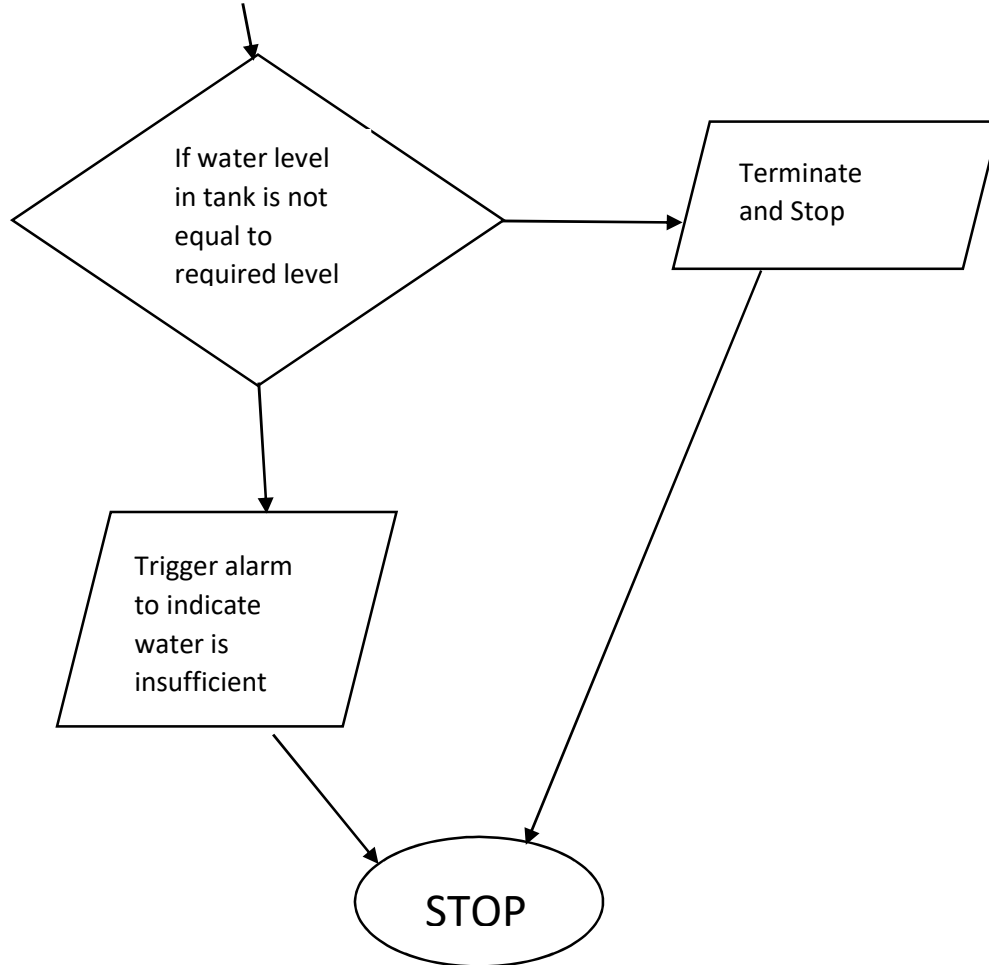 If water level
in tank is not
equal to
required level
Terminate
and Stop
Trigger alarm
to indicate
water is
insufficient
STOP